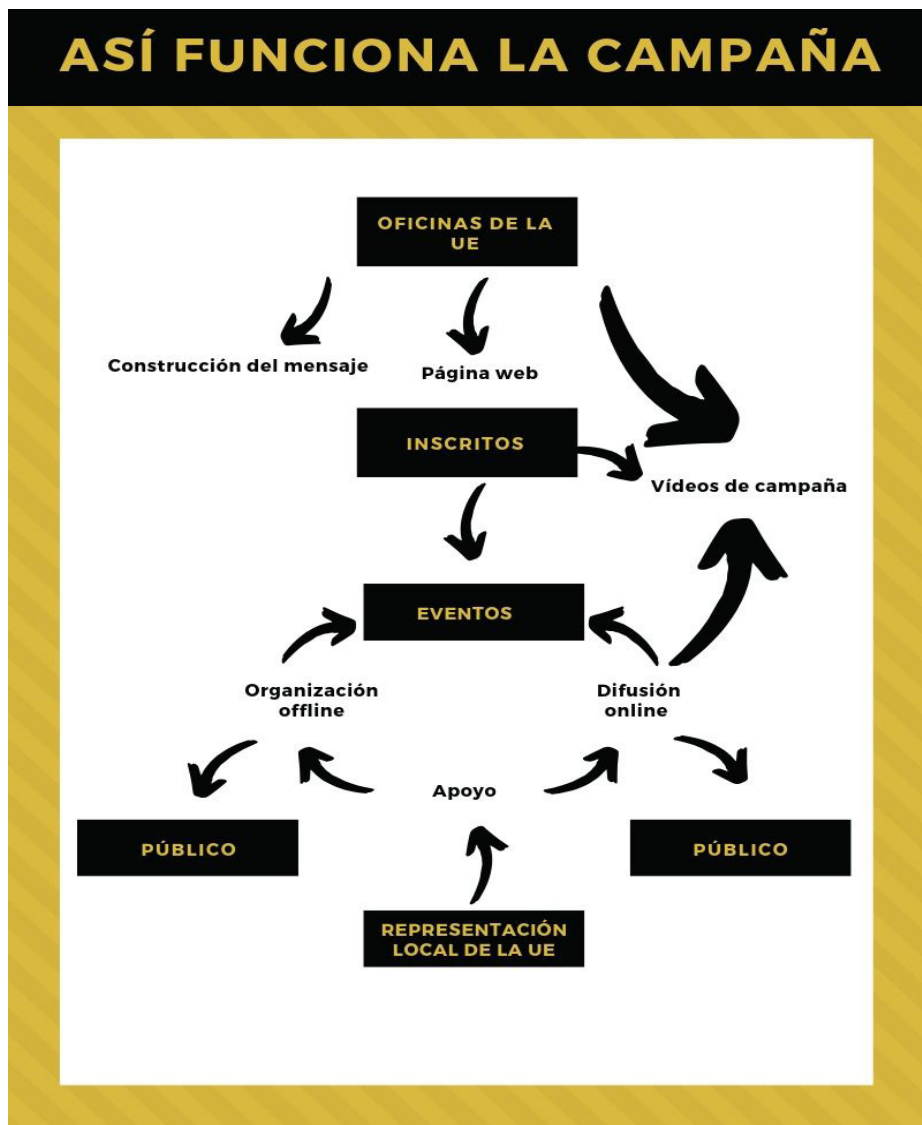 ASÍ FUNCIONA LA CAMPAÑA
OFICINAS DE LA
UE
Construcción del mensaje
Página web
INSCRITOS
Vídeos de campaña
EVENTOS
Organización
offline
Difusión
online
Apoyo
PÚBLICO
PÚBLICO
REPRESENTACIÓN
LOCAL DE LA UE